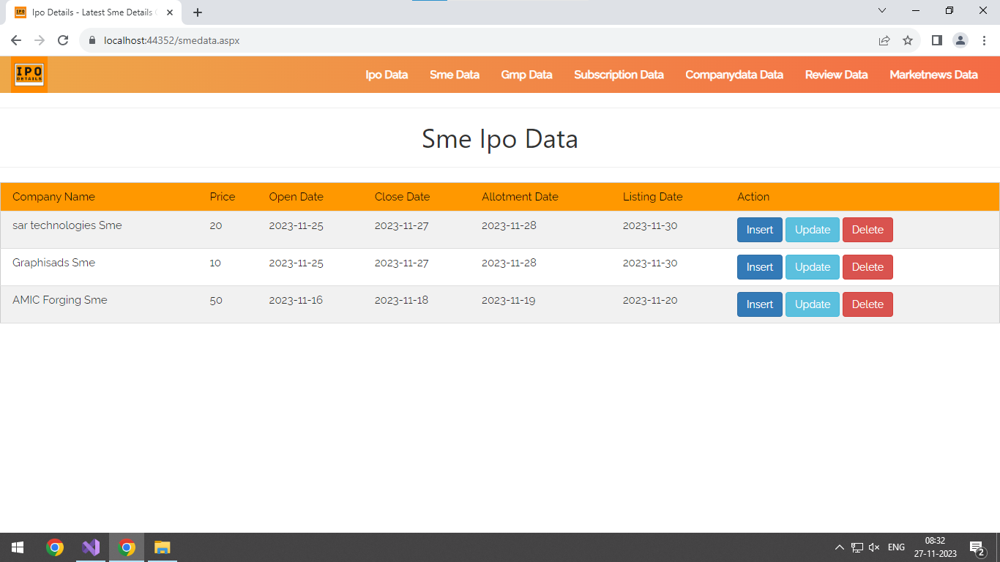 Ipo Details - Latest Sme Details
localhost:44352/smedata.aspx
IPO
DETAILS
Ipo Data Sme Data Gmp Data Subscription Data Companydata Data Review Data Marketnews Data
Sme Ipo Data
Company Name Price Open Date Close Date Allotment Date Listing Date Action
sar technologies Sme 20 2023-11-25 2023-11-27 2023-11-28 2023-11-30 Insert Update Delete
Graphisads Sme 10 2023-11-25 2023-11-27 2023-11-28 2023-11-30 Insert Update Delete
AMIC Forging Sme 50 2023-11-16 2023-11-18 2023-11-19 2023-11-20 Insert Update Delete
ENG
08:32
27-11-2023
2